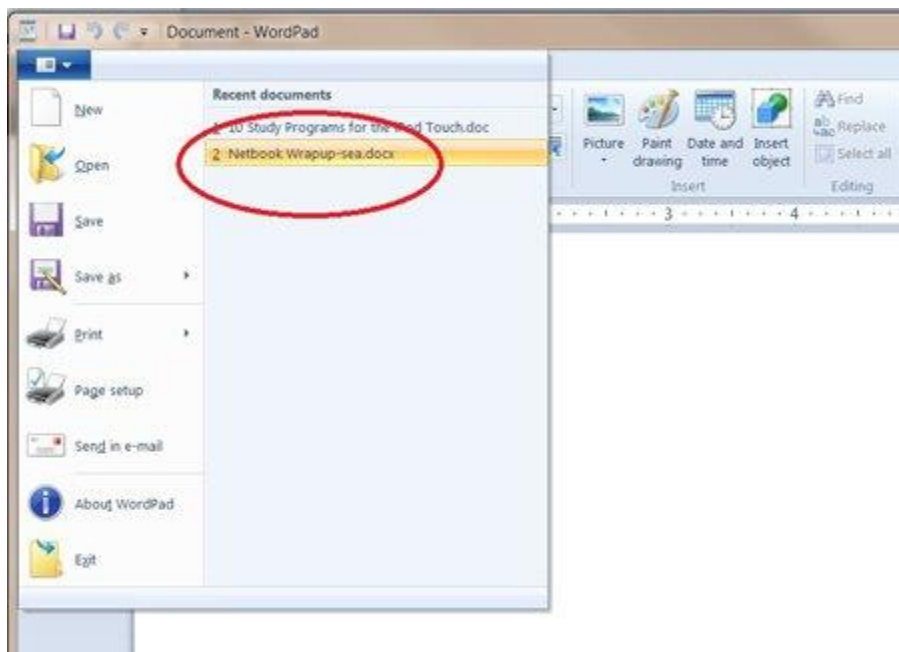 Document - WordPad
New
Open
Save
Save as
Print
Page setup
Send in e-mail
About WordPad
Exit
Recent documents
1 10 Study Programs for the iPod Touch.doc
2 Netbook Wrapup-sea.docx
Picture
Paint drawing
Date and time
Insert object
Insert
Find
Replace
Select all
Editing
3 4